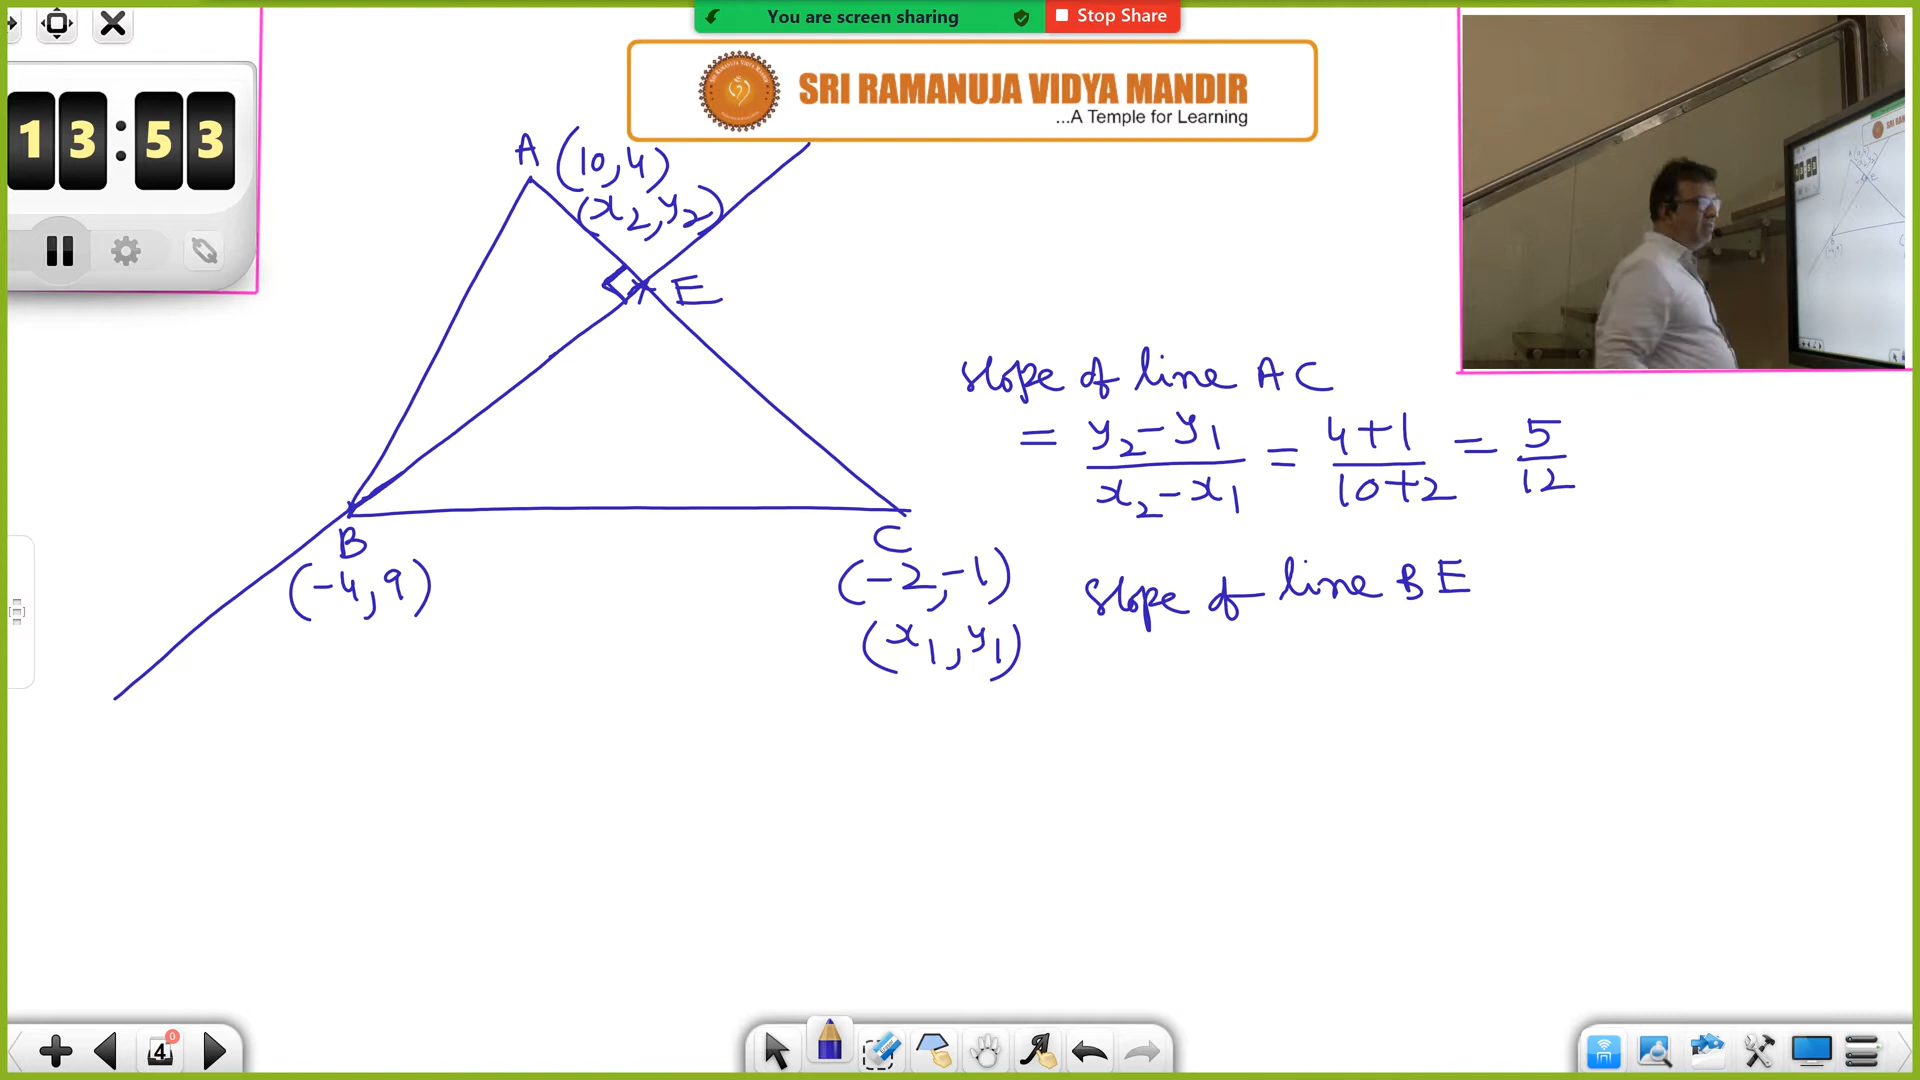 You are screen sharing
Stop Share
SRI RAMANUJA VIDYA MANDIR
...A Temple for Learning
13:53
A (10,4)
(x₂,y₂)
E
B
(-4,9)
C
(-2,-1)
(x₁,y₁)
slope of line AC
= (y₂-y₁)/(x₂-x₁) = (4+1)/(10+2) = 5/12
slope of line BE
4
0